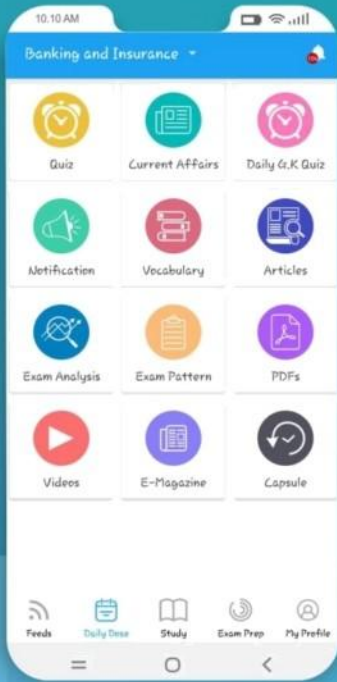 10.10 AM
Banking and Insurance
Quiz
Current Affairs
Daily G.K Quiz
Notification
Vocabulary
Articles
Exam Analysis
Exam Pattern
PDFs
Videos
E-Magazine
Capsule
Feeds
Daily Dose
Study
Exam Prep
My Profile